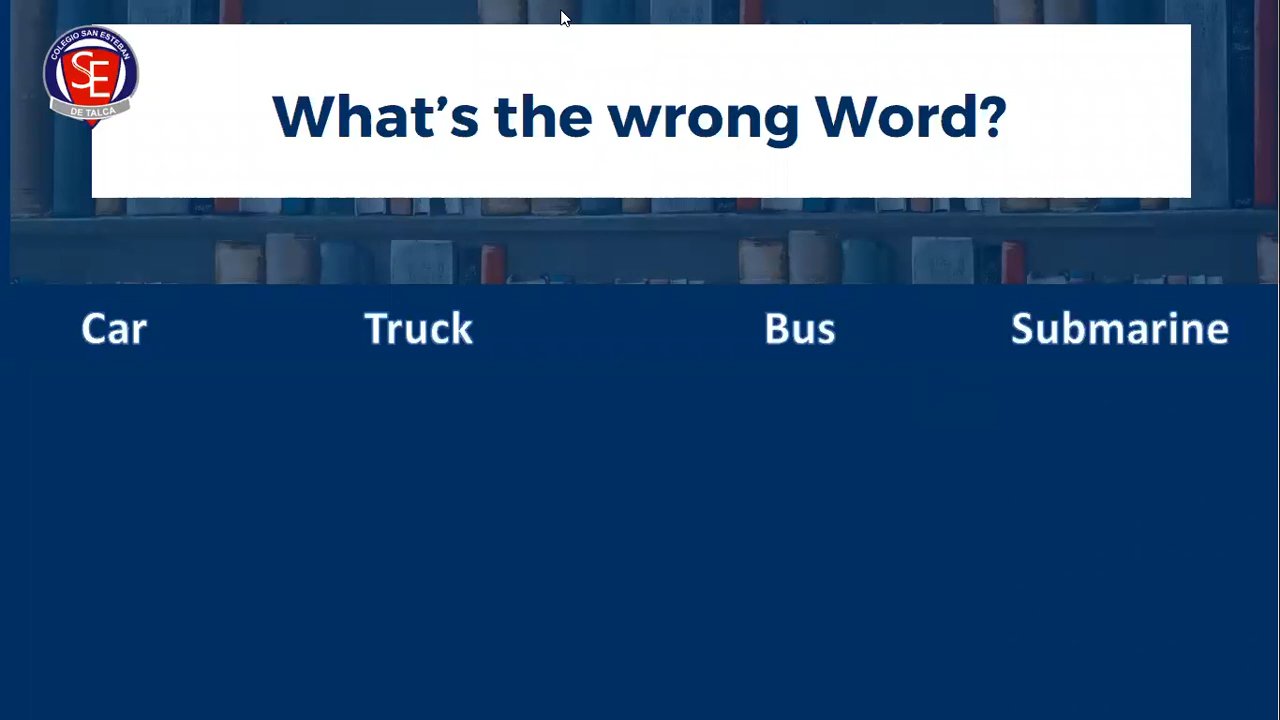 COLEGIO SAN ESTEBAN
SE
DE TALCA
What's the wrong Word?
Car Truck Bus Submarine